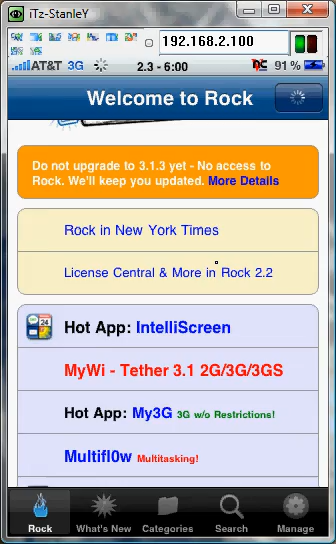 iTz-StanleY
192.168.2.100
AT&T 3G 2.3 - 6:00 91%
Welcome to Rock
Do not upgrade to 3.1.3 yet - No access to
Rock. We'll keep you updated. More Details
Rock in New York Times
License Central & More in Rock 2.2
Hot App: IntelliScreen
MyWi - Tether 3.1 2G/3G/3GS
Hot App: My3G 3G w/o Restrictions!
Multifl0w Multitasking!
Rock What's New Categories Search Manage